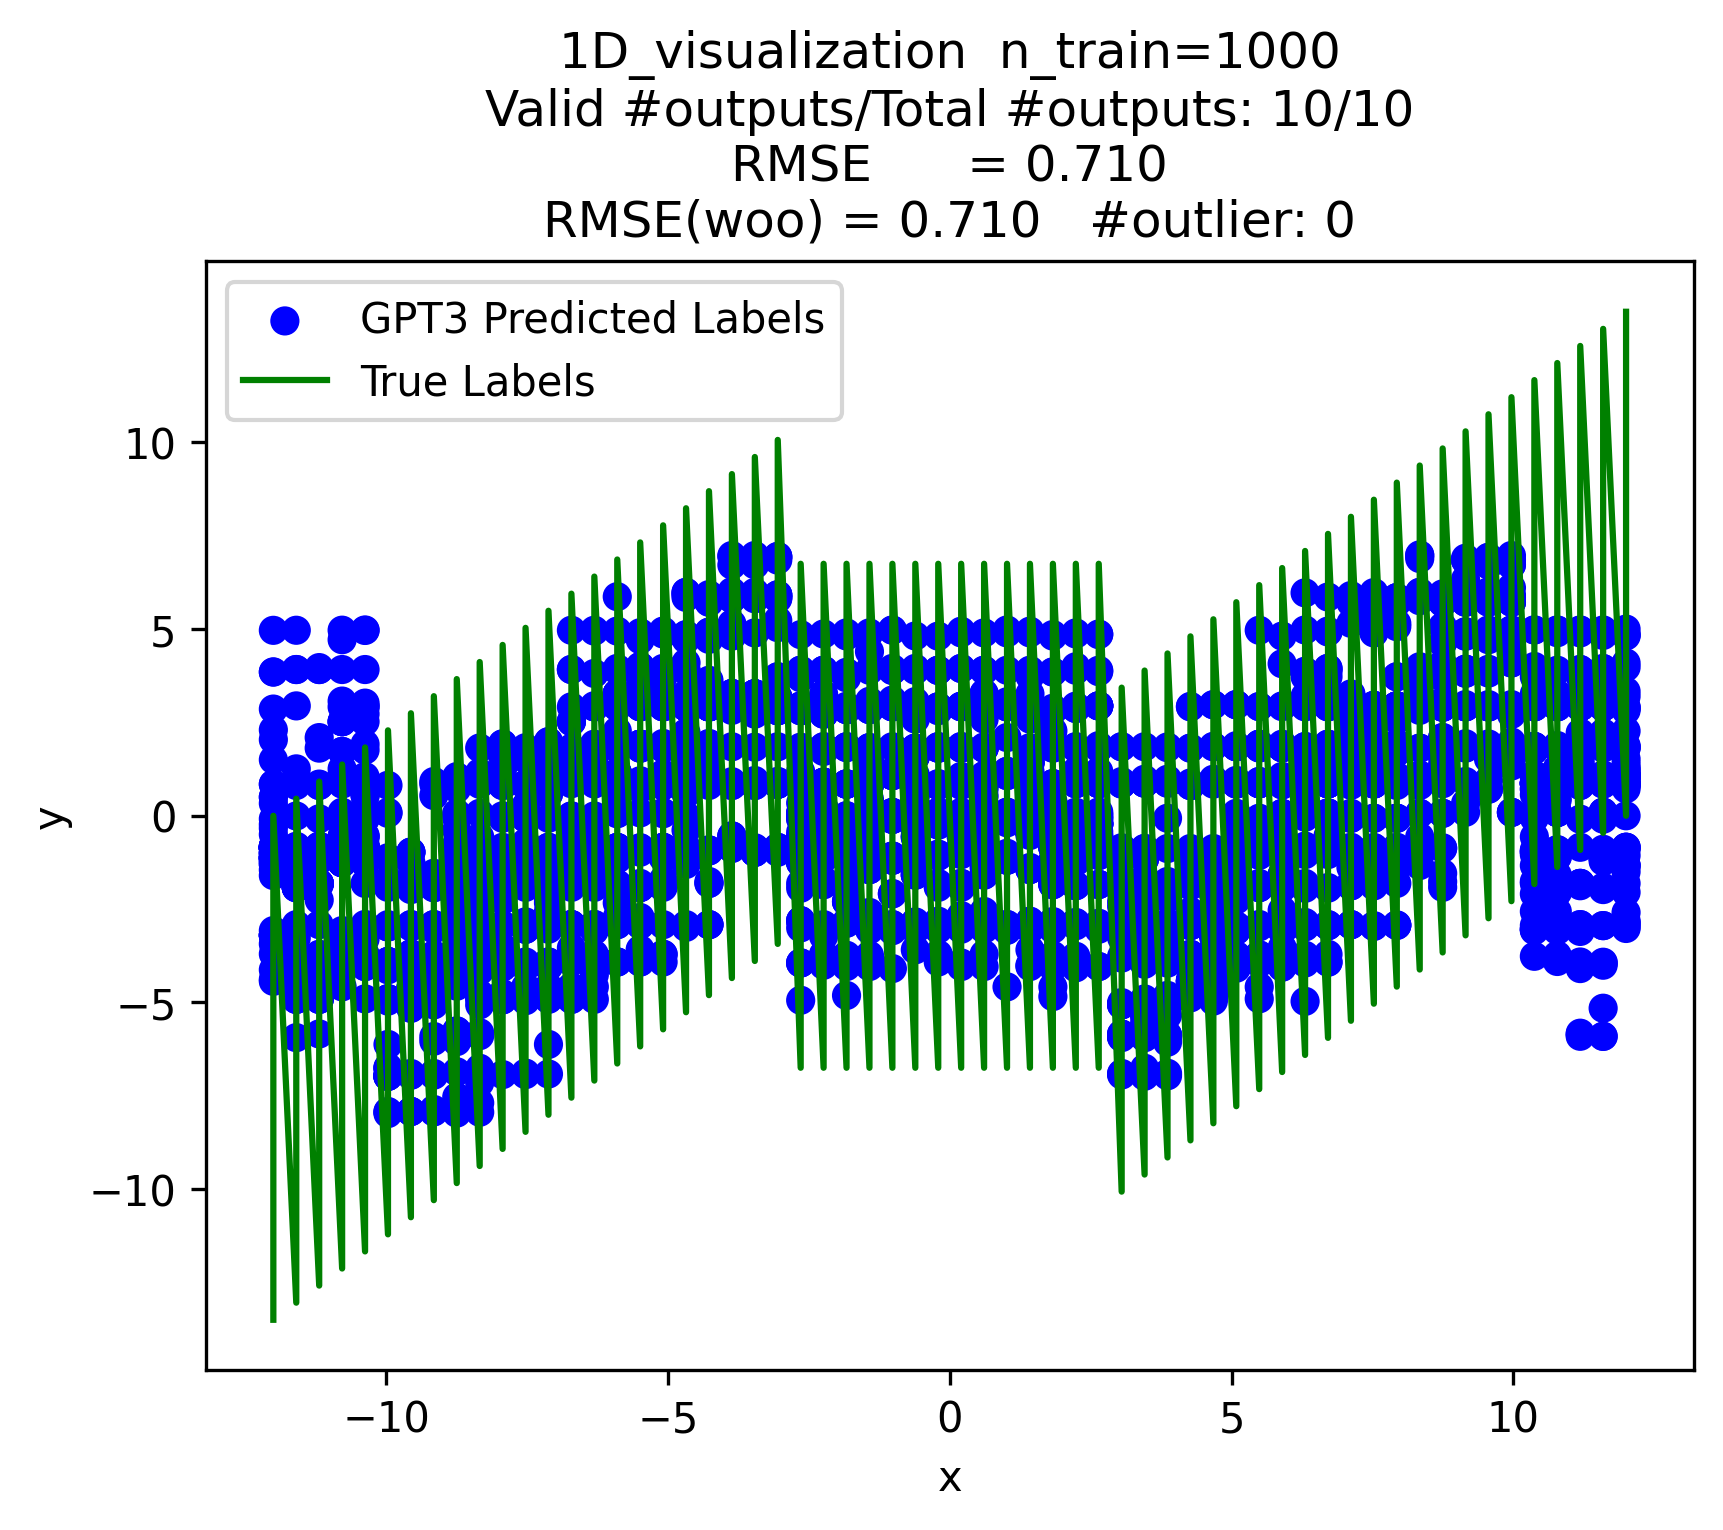 1D_visualization  n_train=1000
Valid #outputs/Total #outputs: 10/10
RMSE      = 0.710
RMSE(woo) = 0.710   #outlier: 0
GPT3 Predicted Labels
True Labels
10
5
0
−5
−10
y
−10
−5
0
5
10
x